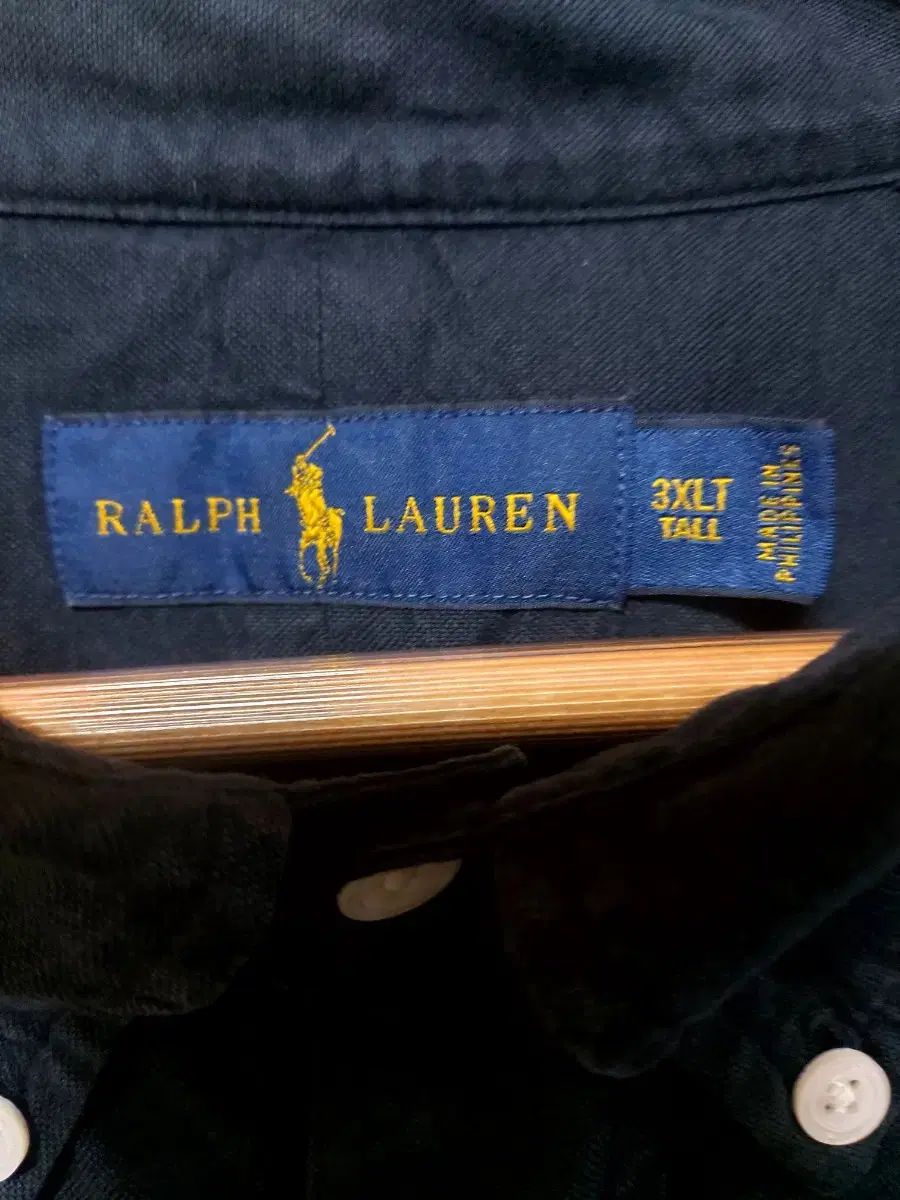 RALPH LAUREN
3XLT
TALL
MADE IN
PHILIPPINES